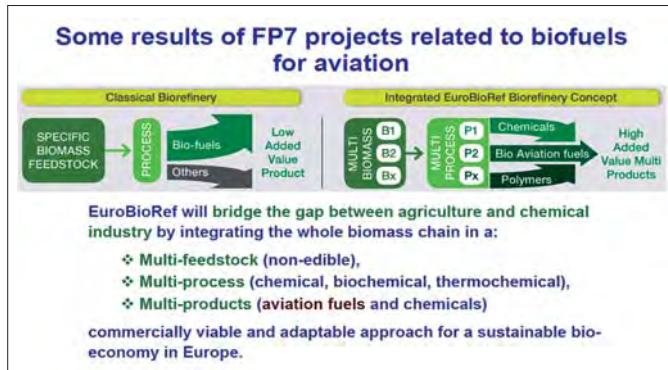 Some results of FP7 projects related to biofuels
for aviation
Classical Biorefinery
SPECIFIC
BIOMASS
FEEDSTOCK
PROCESS
Bio-fuels
Others
Low
Added
Value
Product
Integrated EuroBioRef Biorefinery Concept
MULTI
BIOMASS
B1
B2
Bx
MULTI
PROCESS
P1
P2
Px
Chemicals
Bio Aviation fuels
Polymers
High
Added
Value Multi
Products
EuroBioRef will bridge the gap between agriculture and chemical
industry by integrating the whole biomass chain in a:
❖ Multi-feedstock (non-edible),
❖ Multi-process (chemical, biochemical, thermochemical),
❖ Multi-products (aviation fuels and chemicals)
commercially viable and adaptable approach for a sustainable bio-
economy in Europe.